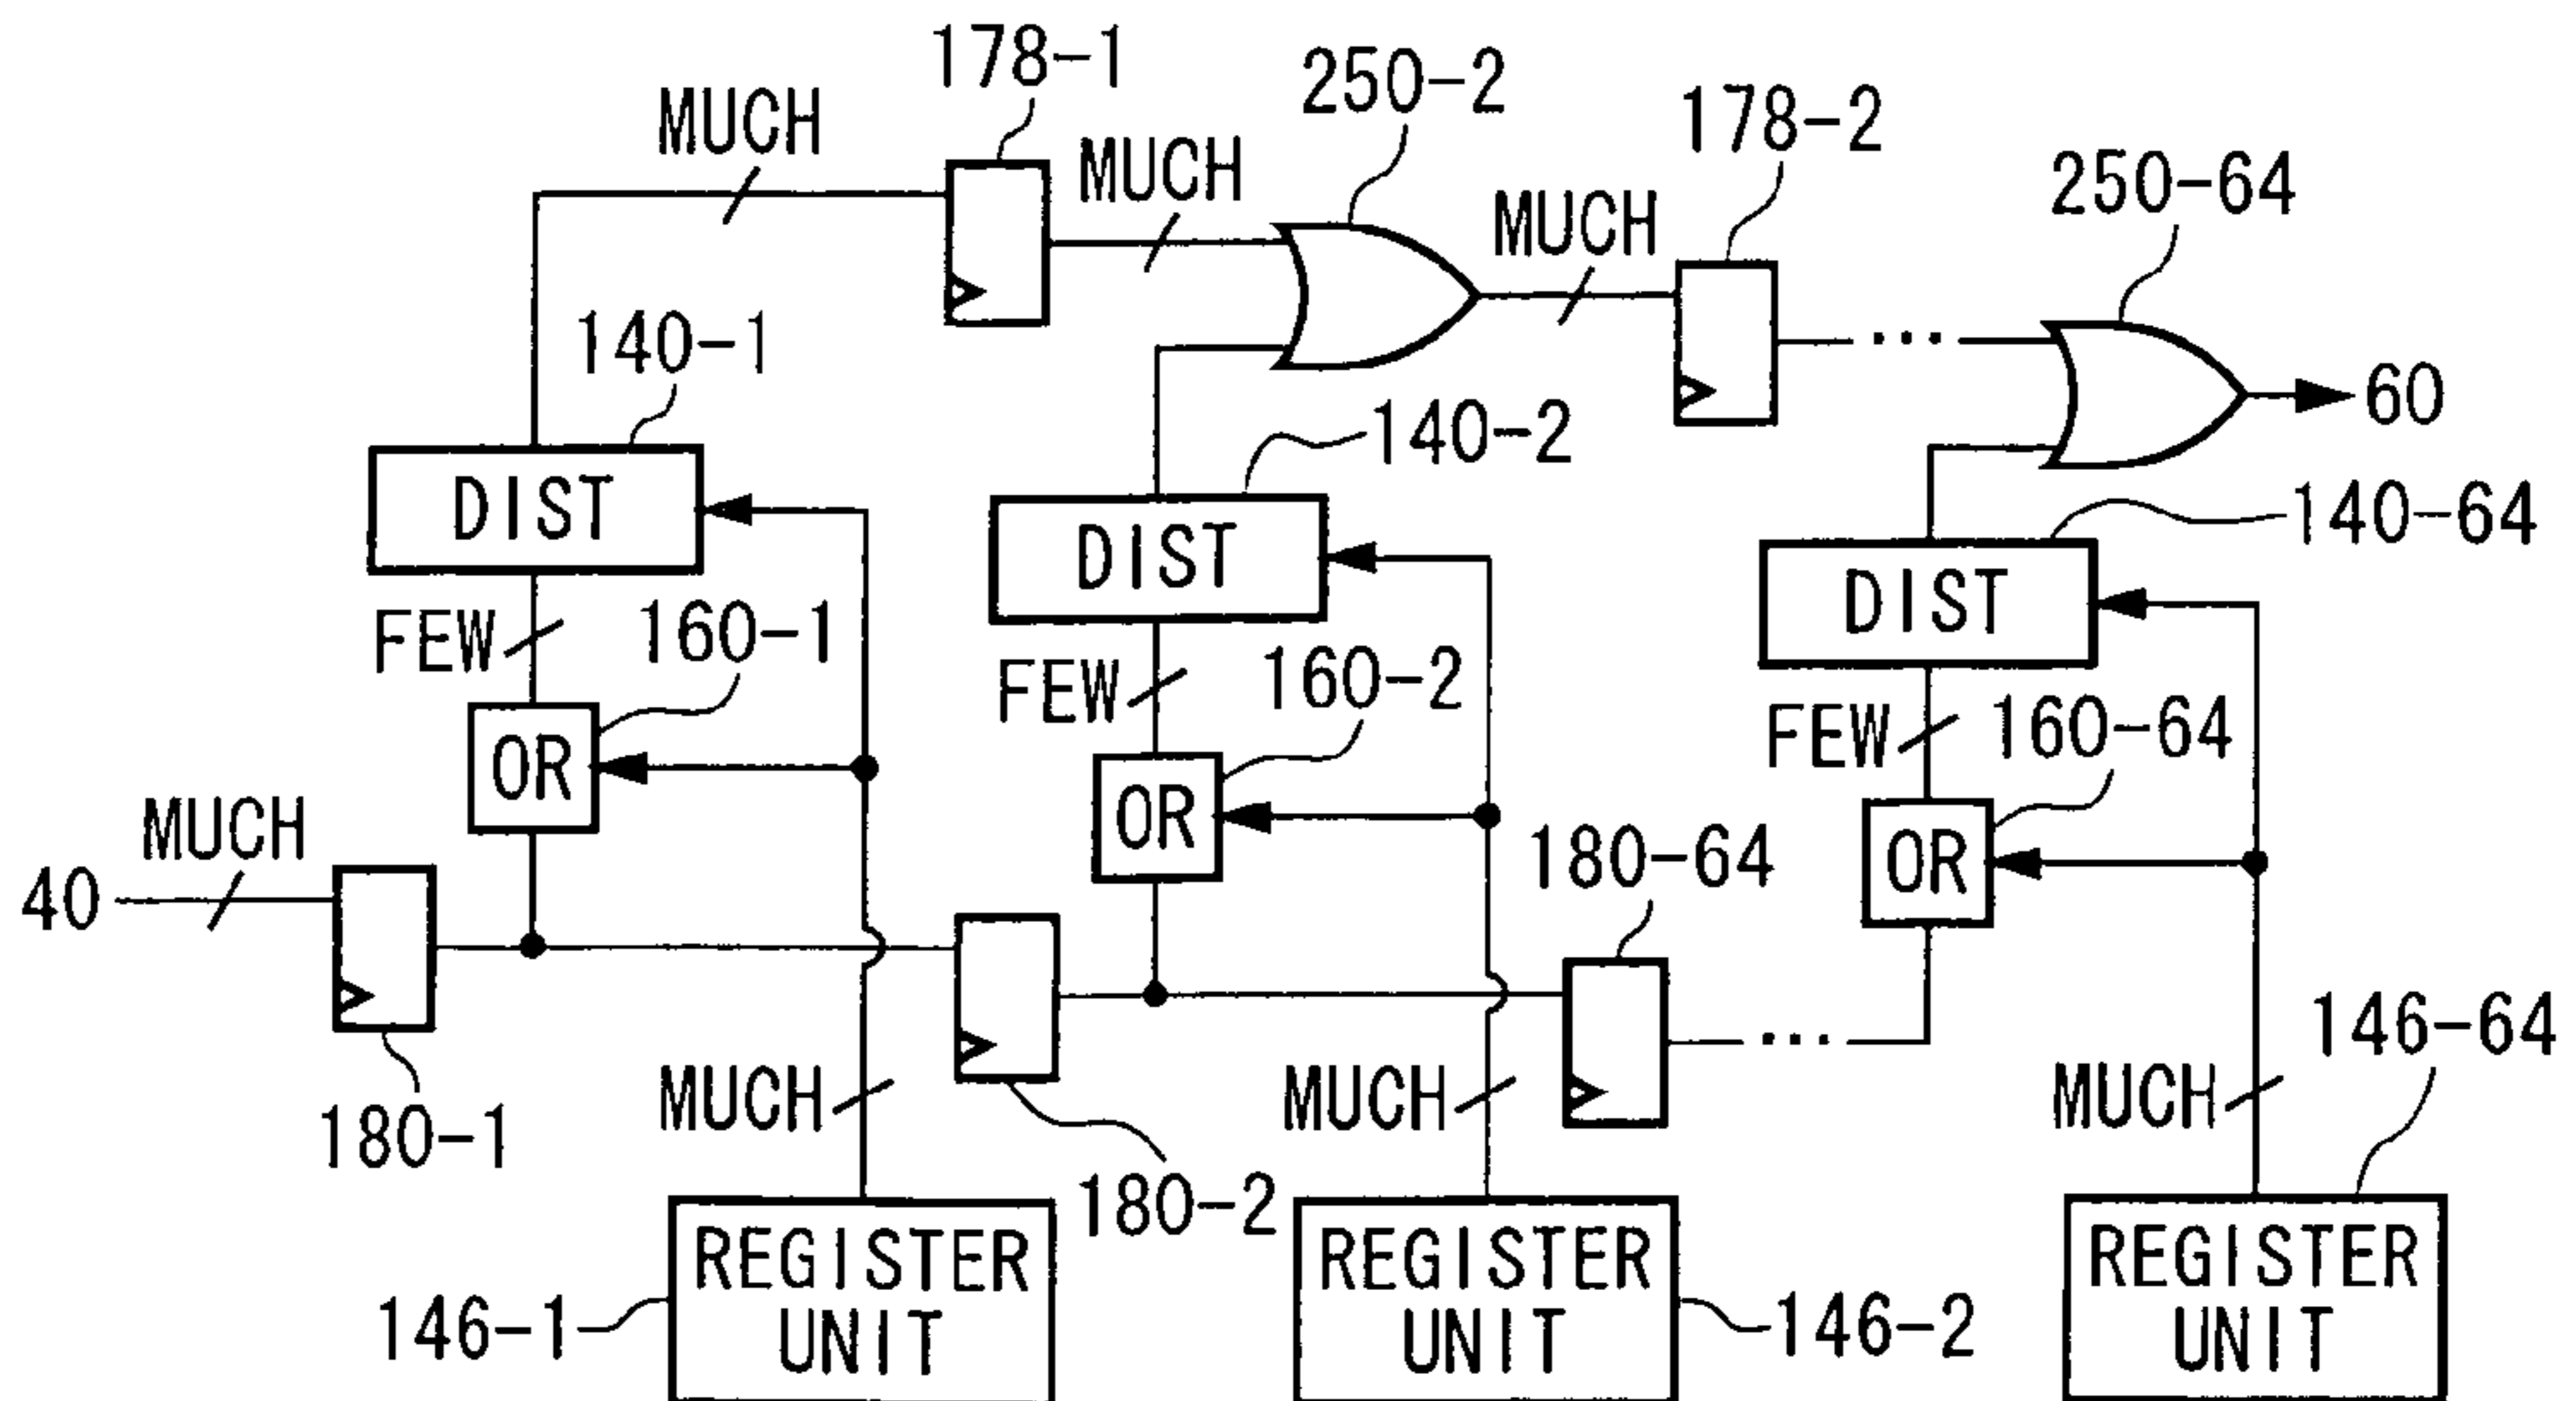 178-1
250-2
MUCH
178-2
MUCH
250-64
MUCH
140-1
60
140-2
DIST
140-64
DIST
DIST
FEW
160-1
FEW
160-2
FEW
160-64
OR
OR
MUCH
180-64
OR
40
146-64
MUCH
MUCH
MUCH
180-1
180-2
REGISTER
UNIT
REGISTER
UNIT
REGISTER
UNIT
146-1
146-2